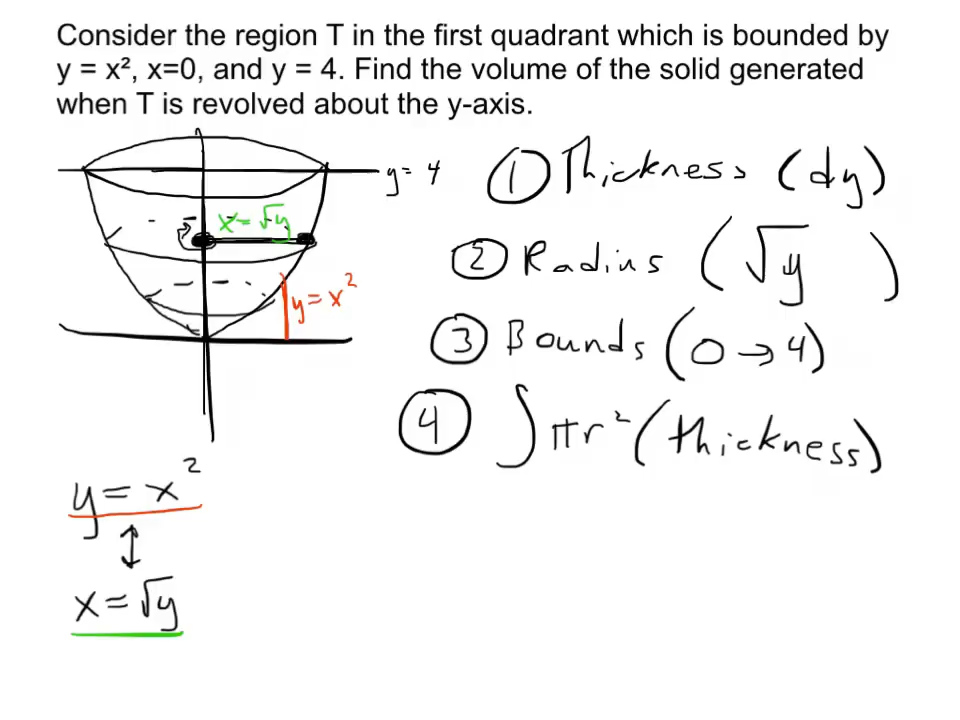 Consider the region T in the first quadrant which is bounded by
y = x², x=0, and y = 4. Find the volume of the solid generated
when T is revolved about the y-axis.
y = 4
① Thickness (dy)
x = √y
② Radius (√y )
y = x²
③ Bounds (0 → 4)
④ ∫ πr² (thickness)
y = x²
↕
x = √y